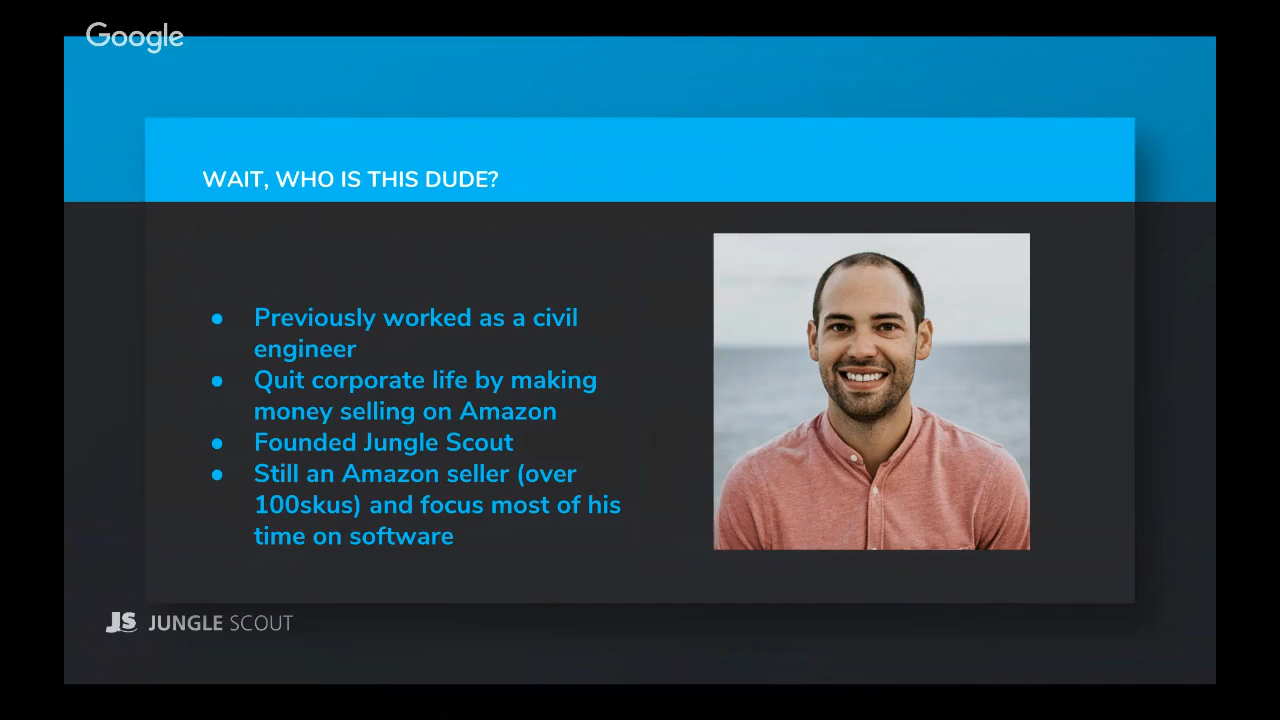 Google
WAIT, WHO IS THIS DUDE?
● Previously worked as a civil
engineer
● Quit corporate life by making
money selling on Amazon
● Founded Jungle Scout
● Still an Amazon seller (over
100skus) and focus most of his
time on software
JS JUNGLE SCOUT